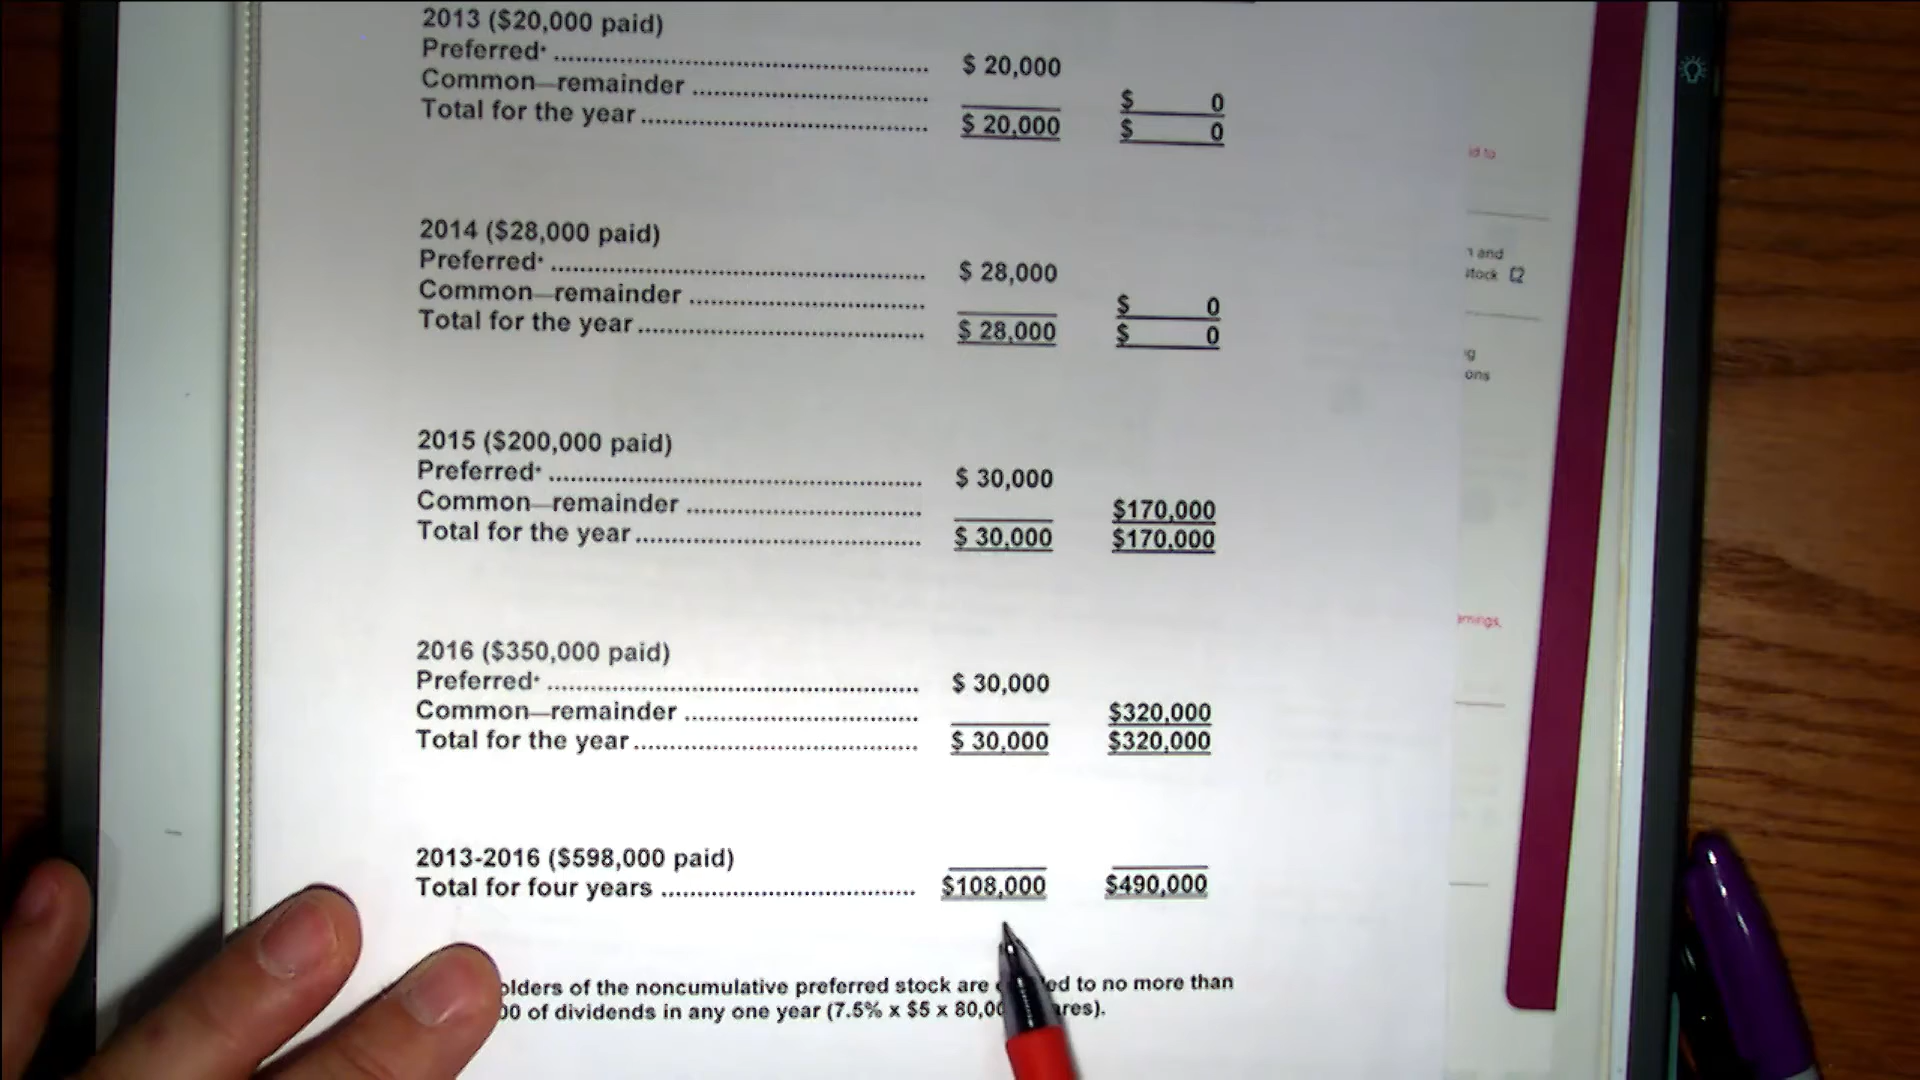 2013 ($20,000 paid)
Preferred* ........................................................ $ 20,000
Common—remainder ................................... $ 0
Total for the year .......................................... $ 20,000 $ 0
2014 ($28,000 paid)
Preferred* ........................................................ $ 28,000
Common—remainder ................................... $ 0
Total for the year .......................................... $ 28,000 $ 0
2015 ($200,000 paid)
Preferred* ........................................................ $ 30,000
Common—remainder ................................... $170,000
Total for the year .......................................... $ 30,000 $170,000
2016 ($350,000 paid)
Preferred* ........................................................ $ 30,000
Common—remainder ................................... $320,000
Total for the year .......................................... $ 30,000 $320,000
2013-2016 ($598,000 paid)
Total for four years ...................................... $108,000 $490,000
olders of the noncumulative preferred stock are ed to no more than
00 of dividends in any one year (7.5% x $5 x 80,00 ares).
id to
and
stock
ons